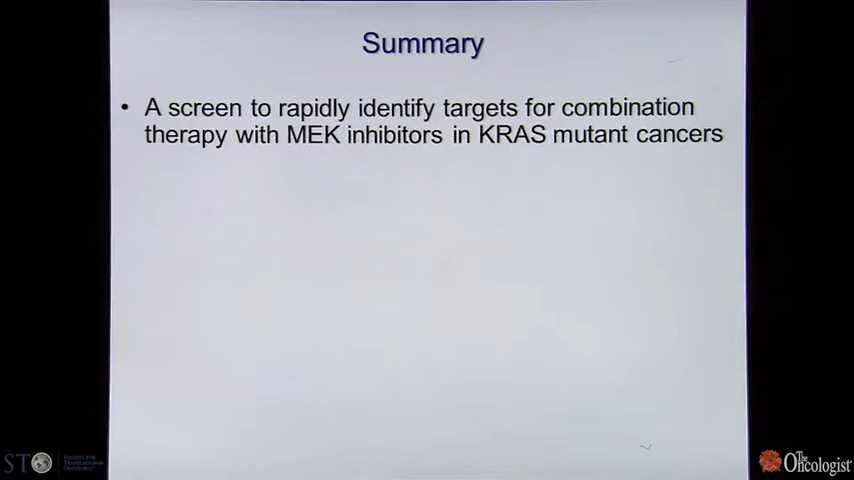 Summary
• A screen to rapidly identify targets for combination
therapy with MEK inhibitors in KRAS mutant cancers
STO
SOCIETY FOR
TRANSLATIONAL
ONCOLOGY
The
Oncologist